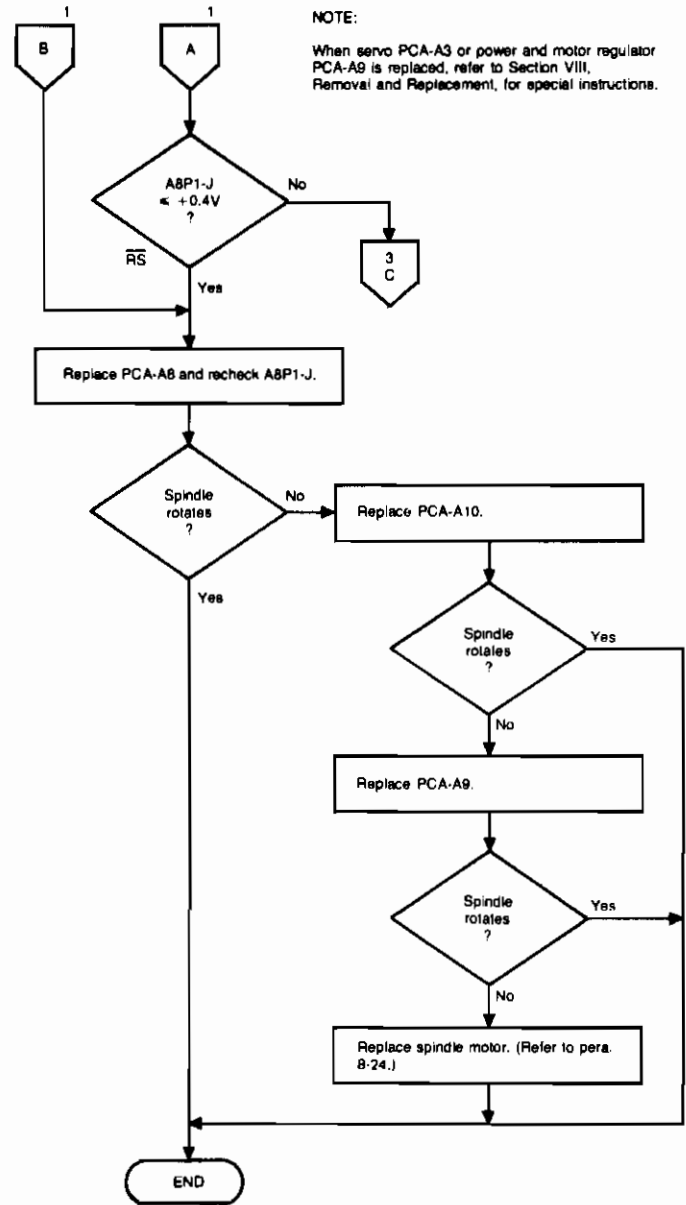 1
B
1
A
NOTE:
When servo PCA-A3 or power and motor regulator
PCA-A9 is replaced, refer to Section VIII,
Removal and Replacement, for special instructions.
A8P1-J
≤ +0.4V
?
No
R̅S̅
Yes
3
C
Replace PCA-A8 and recheck A8P1-J.
Spindle
rotates
?
No
Yes
Replace PCA-A10.
Spindle
rotates
?
Yes
No
Replace PCA-A9.
Spindle
rotates
?
Yes
No
Replace spindle motor. (Refer to pera.
8-24.)
END